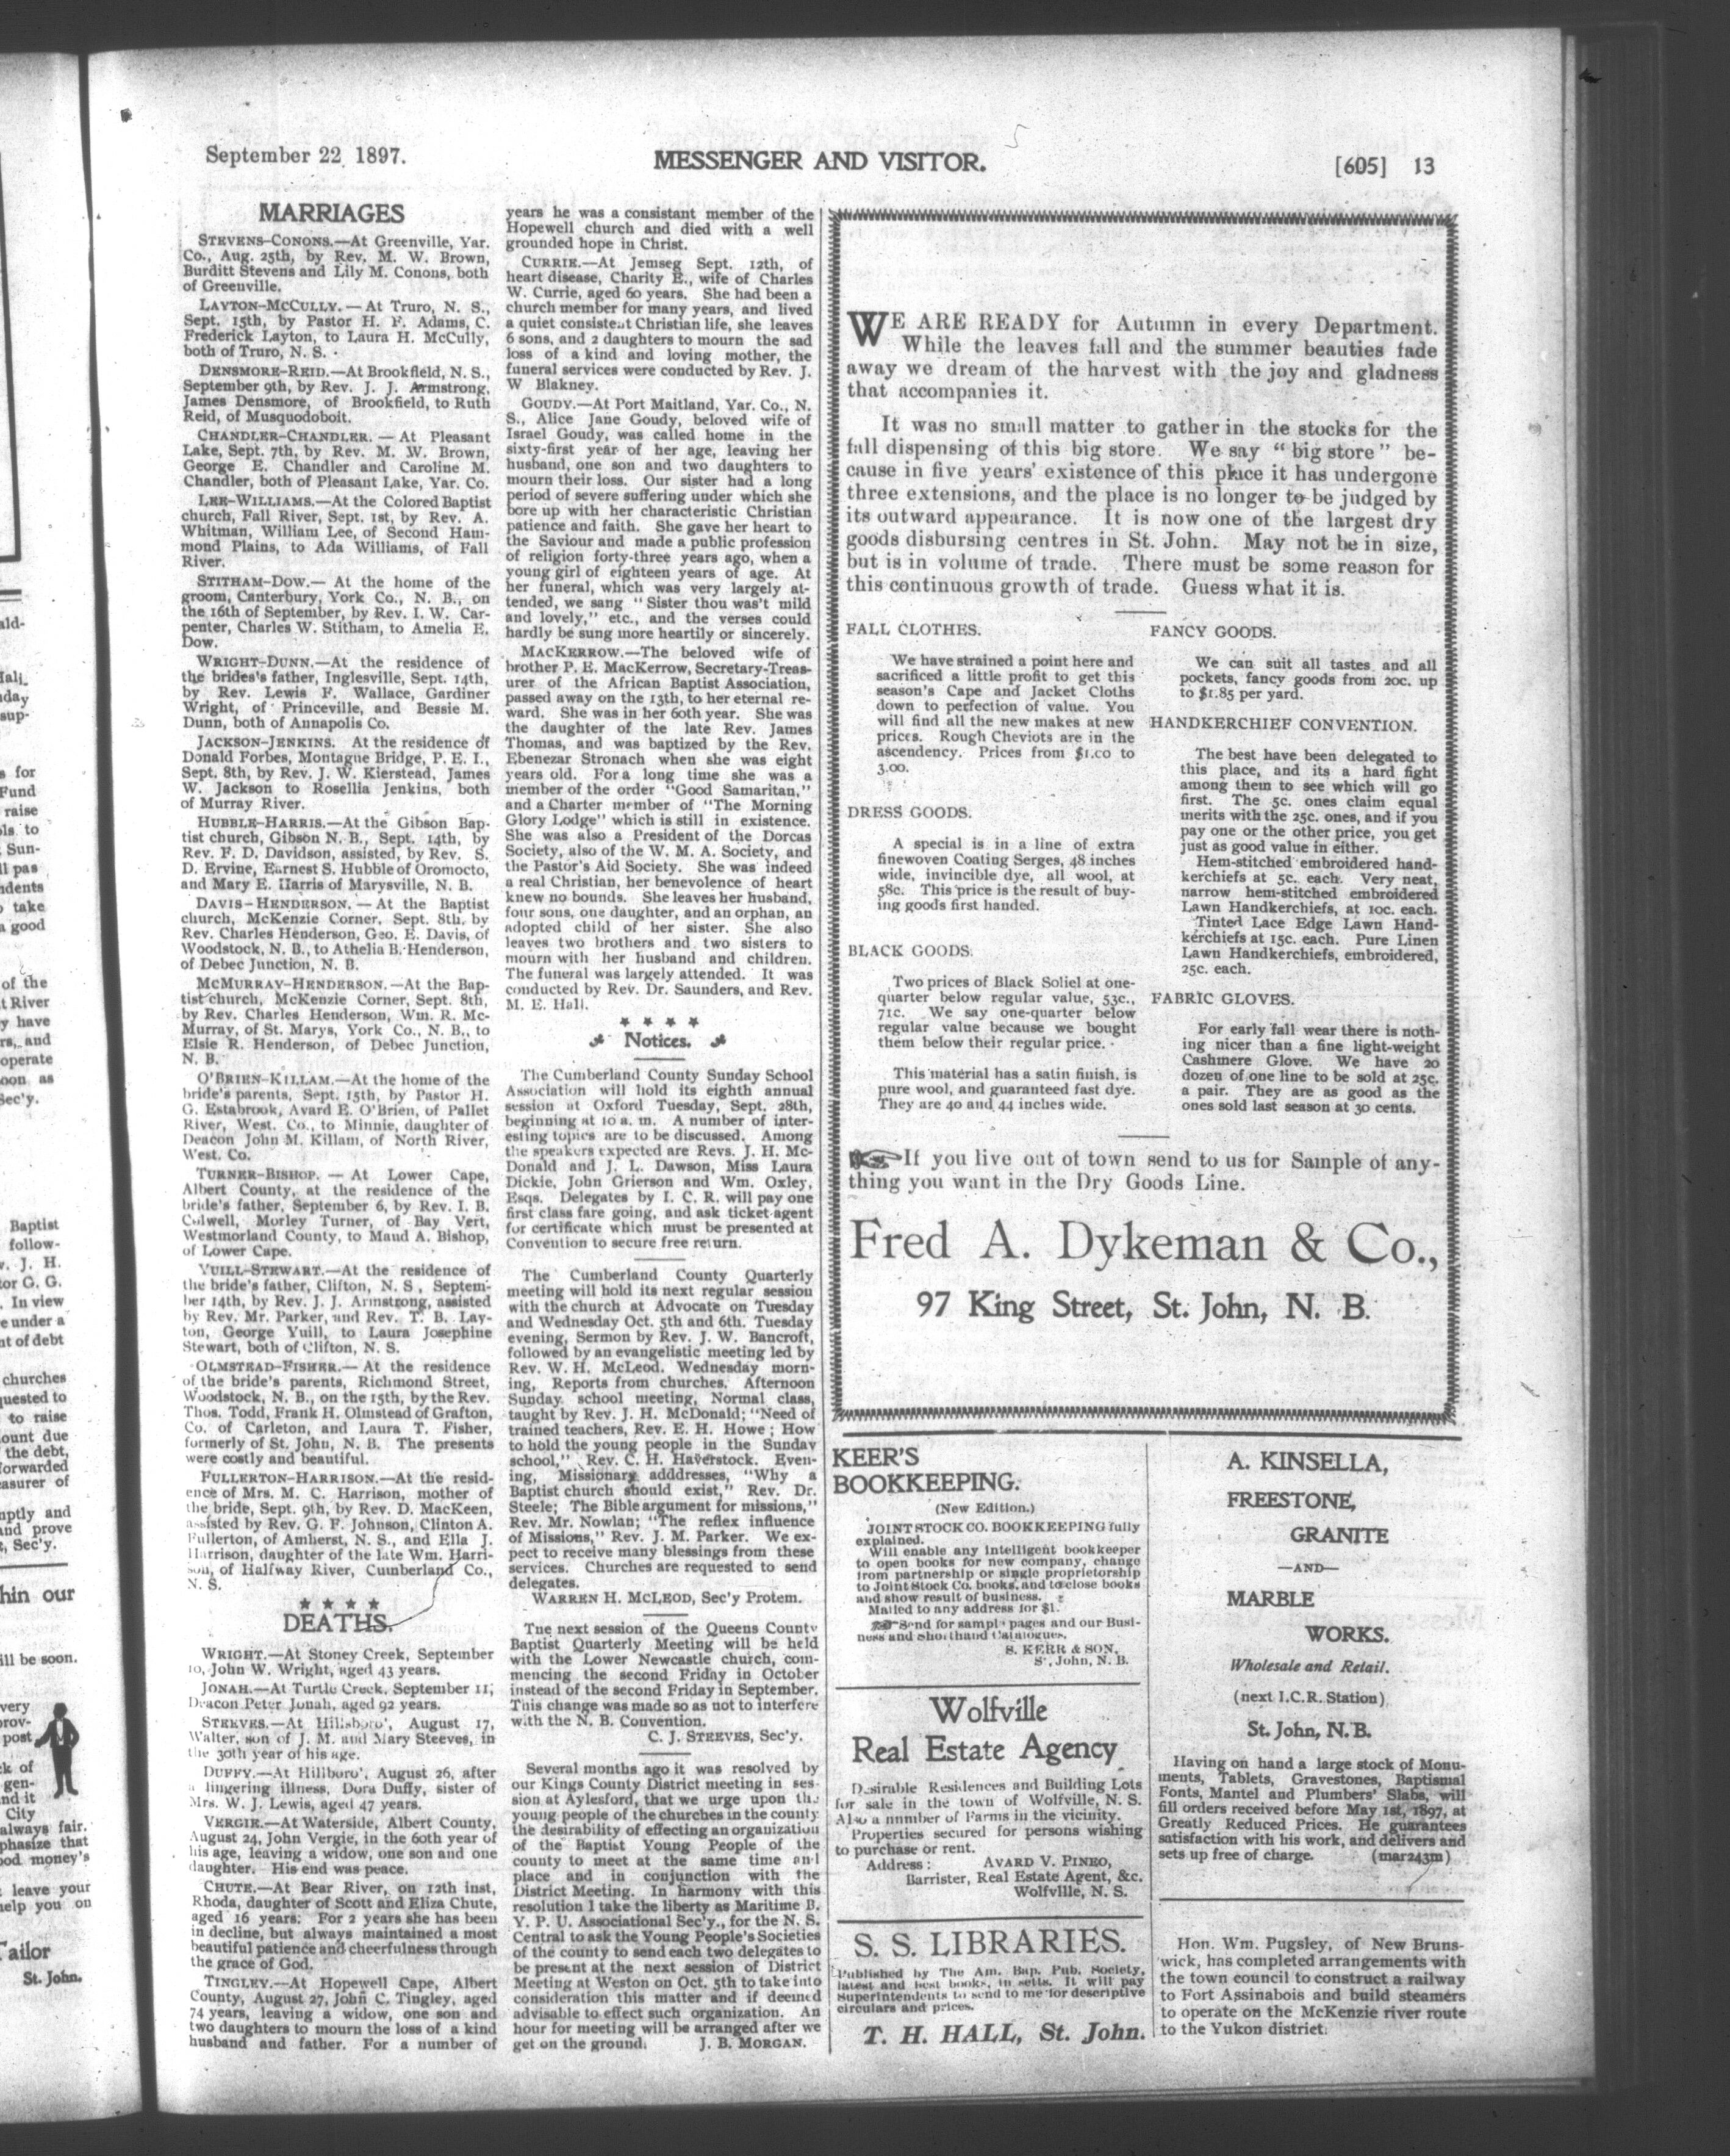 September 22, 1897.
MESSENGER AND VISITOR.
[605] 13
MARRIAGES
STEVENS-CONONS.—At Greenville, Yar.
Co., Aug. 25th, by Rev. M. W. Brown,
Burditt Stevens and Lily M. Conons, both
of Greenville.
LAYTON-MCCULLY.—At Truro, N. S.,
Sept. 15th, by Pastor H. F. Adams, C.
Frederick Layton, to Laura H. McCully,
both of Truro, N. S.
DENSMORE-REID.—At Brookfield, N. S.,
September 9th, by Rev. J. J. Armstrong,
James Densmore, of Brookfield, to Ruth
Reid, of Musquodoboit.
CHANDLER-CHANDLER.—At Pleasant
Lake, Sept. 7th, by Rev. M. W. Brown,
George E. Chandler and Caroline M.
Chandler, both of Pleasant Lake, Yar. Co.
LEE-WILLIAMS.—At the Colored Baptist
church, Fall River, Sept. 1st, by Rev. A.
Whitman, William Lee, of Second Ham-
mond Plains, to Ada Williams, of Fall
River.
STITHAM-DOW.— At the home of the
groom, Canterbury, York Co., N. B., on
the 16th of September, by Rev. I. W. Car-
penter, Charles W. Stitham, to Amelia E.
Dow.
WRIGHT-DUNN.—At the residence of
the brides's father, Inglesville, Sept. 14th,
by Rev. Lewis F. Wallace, Gardiner
Wright, of Princeville, and Bessie M.
Dunn, both of Annapolis Co.
JACKSON-JENKINS. At the residence of
Donald Forbes, Montague Bridge, P. E. I.,
Sept. 8th, by Rev. J. W. Kierstead, James
W. Jackson to Rosellia Jenkins, both
of Murray River.
HUBBLE-HARRIS.—At the Gibson Bap-
tist church, Gibson N. B., Sept. 14th, by
Rev. F. D. Davidson, assisted, by Rev. S.
D. Ervine, Earnest S. Hubble of Oromocto,
and Mary E. Harris of Marysville, N. B.
DAVIS-HENDERSON.—At the Baptist
church, McKenzie Corner, Sept. 8th, by
Rev. Charles Henderson, Geo. E. Davis, of
Woodstock, N. B., to Athelia B. Henderson,
of Debec Junction, N. B.
MCMURRAY-HENDERSON.—At the Bap-
tist church, McKenzie Corner, Sept. 8th,
by Rev. Charles Henderson, Wm. R. Mc-
Murray, of St. Marys, York Co., N. B., to
Elsie R. Henderson, of Debec Junction,
N. B.
O'BRIEN-KILLAM.—At the home of the
bride's parents, Sept. 15th, by Pastor H.
G. Estabrook, Avard E. O'Brien, of Pallet
River, West. Co., to Minnie, daughter of
Deacon John M. Killam, of North River,
West. Co.
TURNER-BISHOP. — At Lower Cape,
Albert County, at the residence of the
bride's father, September 6, by Rev. I. B.
Colwell, Morley Turner, of Bay Vert,
Westmorland County, to Maud A. Bishop,
of Lower Cape.
YUILL-STEWART.—At the residence of
the bride's father, Clifton, N. S., Septem-
ber 14th, by Rev. J. J. Armstrong, assisted
by Rev. Mr. Parker, and Rev. T. B. Lay-
ton, George Yuill, to Laura Josephine
Stewart, both of Clifton, N. S.
OLMSTEAD-FISHER.— At the residence
of the bride's parents, Richmond Street,
Woodstock, N. B., on the 15th, by the Rev.
Thos. Todd, Frank H. Olmstead of Grafton,
Co. of Carleton, and Laura T. Fisher,
formerly of St. John, N. B. The presents
were costly and beautiful.
FULLERTON-HARRISON.—At the resid-
ence of Mrs. M. C. Harrison, mother of
the bride, Sept. 9th, by Rev. D. MacKeen,
assisted by Rev. G. F. Johnson, Clinton A.
Fullerton, of Amherst, N. S., and Ella J.
Harrison, daughter of the late Wm. Harri-
son, of Halfway River, Cumberland Co.,
N. S.
★ ★ ★ ★
DEATHS.
WRIGHT.—At Stoney Creek, September
10, John W. Wright, aged 43 years.
JONAH.—At Turtle Creek, September 11,
Deacon Peter Jonah, aged 92 years.
STEEVES.—At Hillsboro', August 17,
Walter, son of J. M. and Mary Steeves, in
the 30th year of his age.
DUFFY.—At Hillboro', August 26, after
a lingering illness, Dora Duffy, sister of
Mrs. W. J. Lewis, aged 47 years.
VERGIE.—At Waterside, Albert County,
August 24, John Vergie, in the 60th year of
his age, leaving a widow, one son and one
daughter. His end was peace.
CHUTE.—At Bear River, on 12th inst,
Rhoda, daughter of Scott and Eliza Chute,
aged 16 years. For 2 years she has been
in decline, but always maintained a most
beautiful patience and cheerfulness through
the grace of God.
TINGLEY.—At Hopewell Cape, Albert
County, August 27, John C. Tingley, aged
74 years, leaving a widow, one son and
two daughters to mourn the loss of a kind
husband and father. For a number of
years he was a consistant member of the
Hopewell church and died with a well
grounded hope in Christ.
CURRIE.—At Jemseg Sept. 12th, of
heart disease, Charity E., wife of Charles
W. Currie, aged 60 years. She had been a
church member for many years, and lived
a quiet consistent Christian life, she leaves
6 sons, and 2 daughters to mourn the sad
loss of a kind and loving mother, the
funeral services were conducted by Rev. J.
W Blakney.
GOUDY.—At Port Maitland, Yar. Co., N.
S., Alice Jane Goudy, beloved wife of
Israel Goudy, was called home in the
sixty-first year of her age, leaving her
husband, one son and two daughters to
mourn their loss. Our sister had a long
period of severe suffering under which she
bore up with her characteristic Christian
patience and faith. She gave her heart to
the Saviour and made a public profession
of religion forty-three years ago, when a
young girl of eighteen years of age. At
her funeral, which was very largely at-
tended, we sang "Sister thou was't mild
and lovely," etc., and the verses could
hardly be sung more heartily or sincerely.
MACKERROW.—The beloved wife of
brother P. E. MacKerrow, Secretary-Treas-
urer of the African Baptist Association,
passed away on the 13th, to her eternal re-
ward. She was in her 60th year. She was
the daughter of the late Rev. James
Thomas, and was baptized by the Rev.
Ebenezar Stronach when she was eight
years old. For a long time she was a
member of the order "Good Samaritan,"
and a Charter member of "The Morning
Glory Lodge" which is still in existence.
She was also a President of the Dorcas
Society, also of the W. M. A. Society, and
the Pastor's Aid Society. She was indeed
a real Christian, her benevolence of heart
knew no bounds. She leaves her husband,
four sons, one daughter, and an orphan, an
adopted child of her sister. She also
leaves two brothers and two sisters to
mourn with her husband and children.
The funeral was largely attended. It was
conducted by Rev. Dr. Saunders, and Rev.
M. E. Hall.
★ ★ ★ ★
Notices.
The Cumberland County Sunday School
Association will hold its eighth annual
session at Oxford Tuesday, Sept. 28th,
beginning at 10 a. m. A number of inter-
esting topics are to be discussed. Among
the speakers expected are Revs. J. H. Mc-
Donald and J. L. Dawson, Miss Laura
Dickie, John Grierson and Wm. Oxley,
Esqs. Delegates by I. C. R. will pay one
first class fare going, and ask ticket agent
for certificate which must be presented at
Convention to secure free return.
The Cumberland County Quarterly
meeting will hold its next regular session
with the church at Advocate on Tuesday
and Wednesday Oct. 5th and 6th. Tuesday
evening, Sermon by Rev. J. W. Bancroft,
followed by an evangelistic meeting led by
Rev. W. H. McLeod. Wednesday morn-
ing, Reports from churches. Afternoon
Sunday school meeting, Normal class,
taught by Rev. J. H. McDonald; "Need of
trained teachers, Rev. E. H. Howe; How
to hold the young people in the Sunday
school," Rev. C. H. Haverstock. Even-
ing, Missionary adddresses, "Why a
Baptist church should exist," Rev. Dr.
Steele; The Bible argument for missions,"
Rev. Mr. Nowlan; "The reflex influence
of Missions," Rev. J. M. Parker. We ex-
pect to receive many blessings from these
services. Churches are requested to send
delegates.
WARREN H. MCLEOD, Sec'y Protem.
The next session of the Queens County
Baptist Quarterly Meeting will be held
with the Lower Newcastle church, com-
mencing the second Friday in October
instead of the second Friday in September.
This change was made so as not to interfere
with the N. B. Convention.
C. J. STEEVES, Sec'y.
Several months ago it was resolved by
our Kings County District meeting in ses-
sion at Aylesford, that we urge upon the
young people of the churches in the county
the desirability of effecting an organization
of the Baptist Young People of the
county to meet at the same time and
place and in conjunction with the
District Meeting. In harmony with this
resolution I take the liberty as Maritime B.
Y. P. U. Associational Sec'y., for the N. S.
Central to ask the Young People's Societies
of the county to send each two delegates to
be present at the next session of District
Meeting at Weston on Oct. 5th to take into
consideration this matter and if deemed
advisable to effect such organization. An
hour for meeting will be arranged after we
get on the ground. J. B. MORGAN.
WE ARE READY for Autumn in every Department.
While the leaves fall and the summer beauties fade
away we dream of the harvest with the joy and gladness
that accompanies it.
It was no small matter to gather in the stocks for the
fall dispensing of this big store. We say "big store" be-
cause in five years' existence of this place it has undergone
three extensions, and the place is no longer to be judged by
its outward appearance. It is now one of the largest dry
goods disbursing centres in St. John. May not be in size,
but is in volume of trade. There must be some reason for
this continuous growth of trade. Guess what it is.
FALL CLOTHES.
We have strained a point here and
sacrificed a little profit to get this
season's Cape and Jacket Cloths
down to perfection of value. You
will find all the new makes at new
prices. Rough Cheviots are in the
ascendency. Prices from $1.00 to
3.00.
DRESS GOODS.
A special is in a line of extra
finewoven Coating Serges, 48 inches
wide, invincible dye, all wool, at
58c. This price is the result of buy-
ing goods first handed.
BLACK GOODS.
Two prices of Black Soliel at one-
quarter below regular value, 53c.,
71c. We say one-quarter below
regular value because we bought
them below their regular price.
This material has a satin finish, is
pure wool, and guaranteed fast dye.
They are 40 and 44 inches wide.
FANCY GOODS.
We can suit all tastes and all
pockets, fancy goods from 20c. up
to $1.85 per yard.
HANDKERCHIEF CONVENTION.
The best have been delegated to
this place, and its a hard fight
among them to see which will go
first. The 5c. ones claim equal
merits with the 25c. ones, and if you
pay one or the other price, you get
just as good value in either.
Hem-stitched embroidered hand-
kerchiefs at 5c. each. Very neat,
narrow hem-stitched embroidered
Lawn Handkerchiefs, at 10c. each.
Tinted Lace Edge Lawn Hand-
kerchiefs at 15c. each. Pure Linen
Lawn Handkerchiefs, embroidered,
25c. each.
FABRIC GLOVES.
For early fall wear there is noth-
ing nicer than a fine light-weight
Cashmere Glove. We have 20
dozen of one line to be sold at 25c.
a pair. They are as good as the
ones sold last season at 30 cents.
If you live out of town send to us for Sample of any-
thing you want in the Dry Goods Line.
Fred A. Dykeman & Co.,
97 King Street, St. John, N. B.
KEER'S
BOOKKEEPING.
(New Edition.)
JOINT STOCK CO. BOOKKEEPING fully
explained.
Will enable any intelligent bookkeeper
to open books for new company, change
from partnership or single proprietorship
to Joint Stock Co. books, and to close books
and show result of business.
Mailed to any address for $1.
Send for sample pages and our Busi-
ness and Shorthand Catalogues.
S. KERR & SON,
St. John, N. B.
Wolfville
Real Estate Agency
Desirable Residences and Building Lots
for sale in the town of Wolfville, N. S.
Also a number of Farms in the vicinity.
Properties secured for persons wishing
to purchase or rent.
Address: AVARD V. PINEO,
Barrister, Real Estate Agent, &c.
Wolfville, N. S.
S. S. LIBRARIES.
Published by The Am. Bap. Pub. Society,
latest and best books, in setts. It will pay
Superintendents to send to me for descriptive
circulars and prices.
T. H. HALL, St. John.
A. KINSELLA,
FREESTONE,
GRANITE
—AND—
MARBLE
WORKS.
Wholesale and Retail.
(next I.C.R. Station)
St. John, N. B.
Having on hand a large stock of Monu-
ments, Tablets, Gravestones, Baptismal
Fonts, Mantel and Plumbers' Slabs, will
fill orders received before May 1st, 1897, at
Greatly Reduced Prices. He guarantees
satisfaction with his work, and delivers and
sets up free of charge. (mar243m)
Hon. Wm. Pugsley, of New Bruns-
wick, has completed arrangements with
the town council to construct a railway
to Fort Assinabois and build steamers
to operate on the McKenzie river route
to the Yukon district.